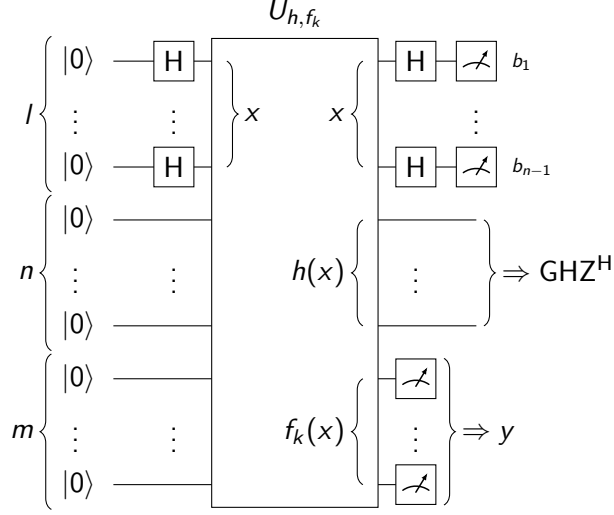 U_{h,f_k}
|0⟩ H H b_1
l ⋮ ⋮ x x ⋮
|0⟩ H H b_{n−1}
|0⟩
n ⋮ ⋮ h(x) ⋮ ⇒ GHZ^H
|0⟩
|0⟩
m ⋮ ⋮ f_k(x) ⋮ ⇒ y
|0⟩